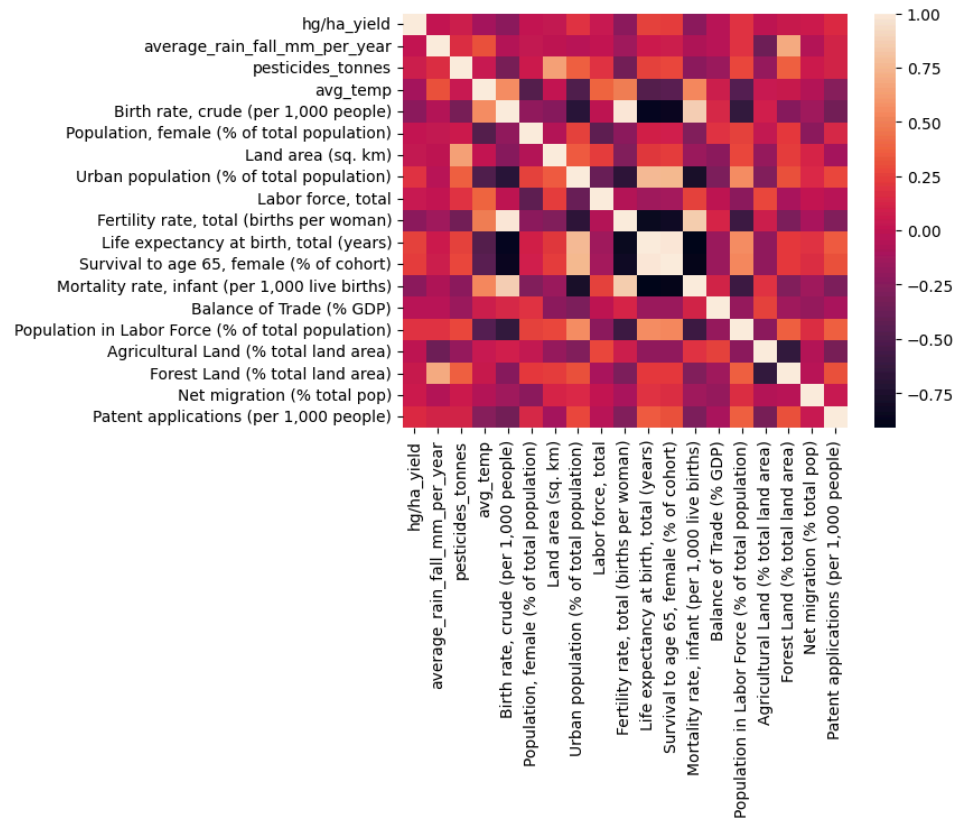 hg/ha_yield
average_rain_fall_mm_per_year
pesticides_tonnes
avg_temp
Birth rate, crude (per 1,000 people)
Population, female (% of total population)
Land area (sq. km)
Urban population (% of total population)
Labor force, total
Fertility rate, total (births per woman)
Life expectancy at birth, total (years)
Survival to age 65, female (% of cohort)
Mortality rate, infant (per 1,000 live births)
Balance of Trade (% GDP)
Population in Labor Force (% of total population)
Agricultural Land (% total land area)
Forest Land (% total land area)
Net migration (% total pop)
Patent applications (per 1,000 people)
hg/ha_yield
average_rain_fall_mm_per_year
pesticides_tonnes
avg_temp
Birth rate, crude (per 1,000 people)
Population, female (% of total population)
Land area (sq. km)
Urban population (% of total population)
Labor force, total
Fertility rate, total (births per woman)
Life expectancy at birth, total (years)
Survival to age 65, female (% of cohort)
Mortality rate, infant (per 1,000 live births)
Balance of Trade (% GDP)
Population in Labor Force (% of total population)
Agricultural Land (% total land area)
Forest Land (% total land area)
Net migration (% total pop)
Patent applications (per 1,000 people)
1.00
0.75
0.50
0.25
0.00
−0.25
−0.50
−0.75